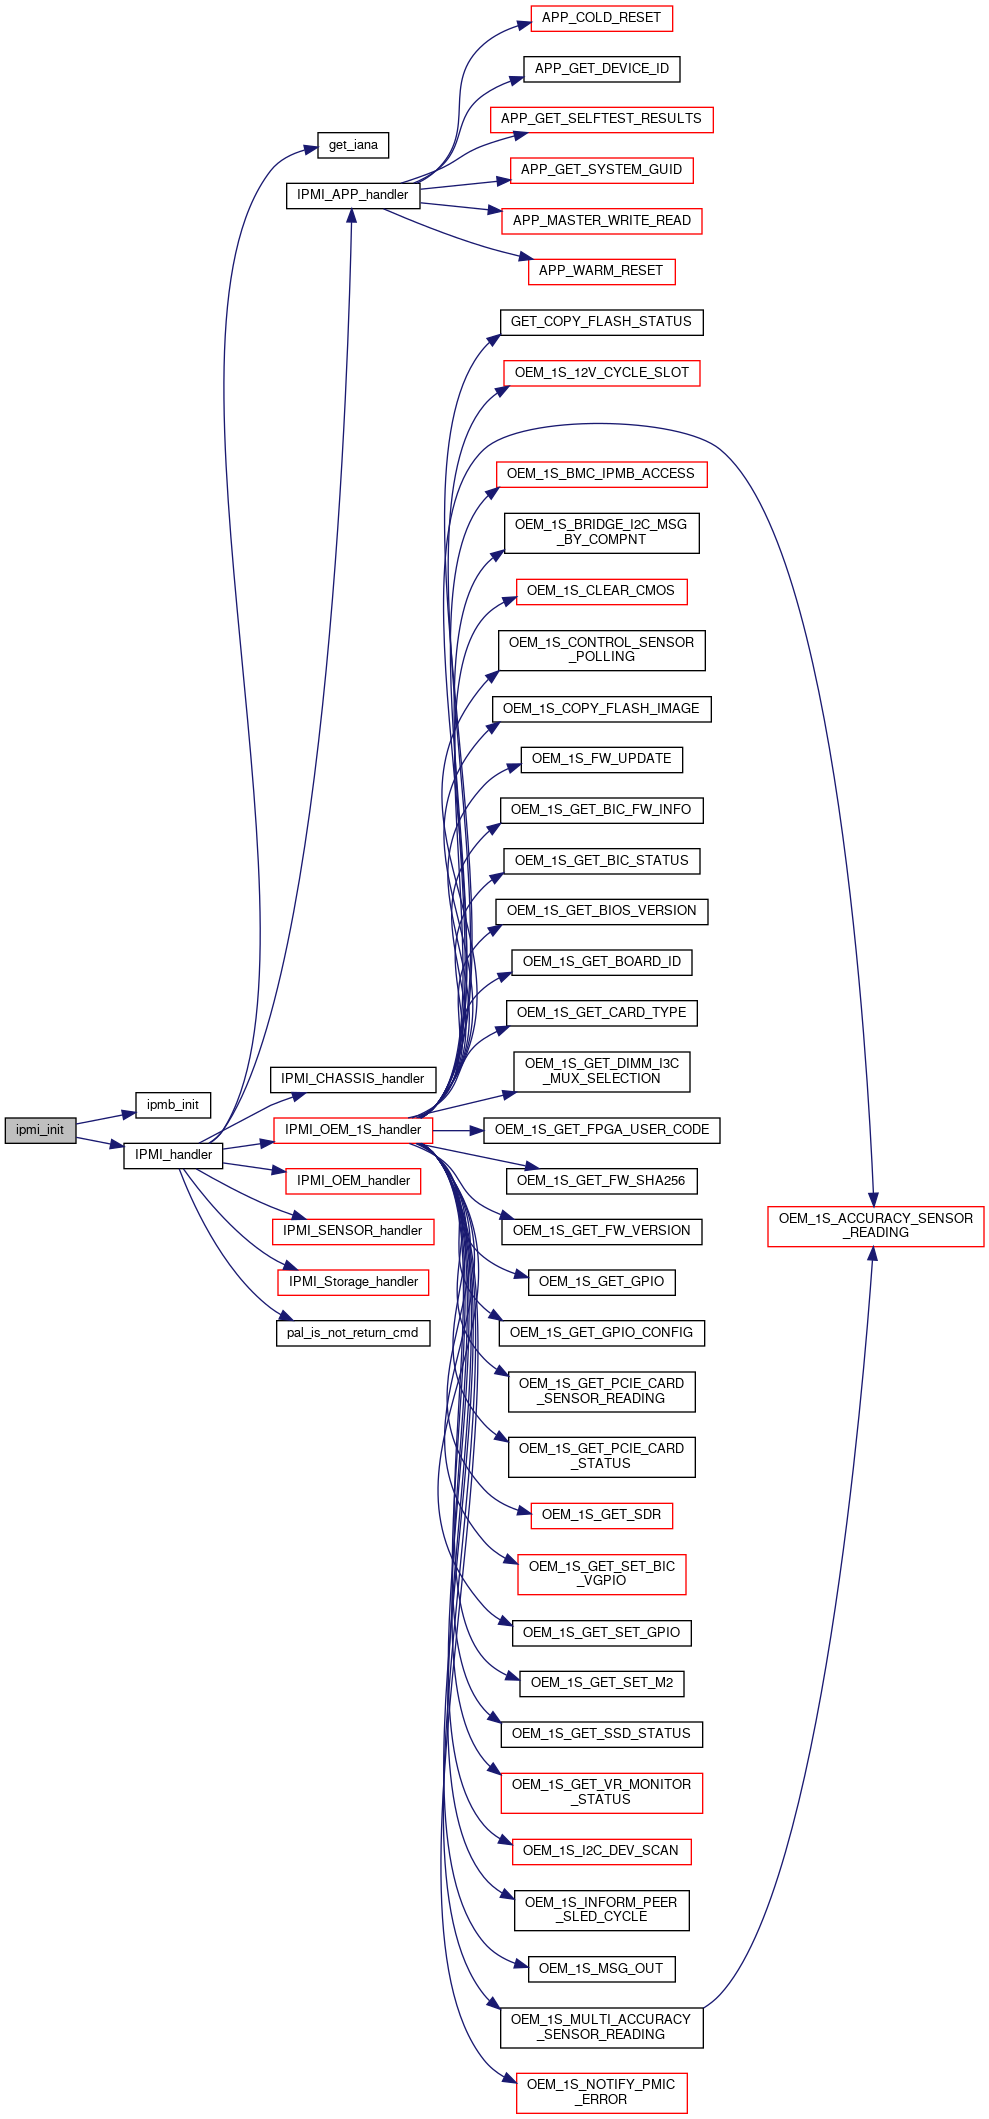 APP_COLD_RESET
APP_GET_DEVICE_ID
APP_GET_SELFTEST_RESULTS
get_iana
APP_GET_SYSTEM_GUID
IPMI_APP_handler
APP_MASTER_WRITE_READ
APP_WARM_RESET
GET_COPY_FLASH_STATUS
OEM_1S_12V_CYCLE_SLOT
OEM_1S_BMC_IPMB_ACCESS
OEM_1S_BRIDGE_I2C_MSG
_BY_COMPNT
OEM_1S_CLEAR_CMOS
OEM_1S_CONTROL_SENSOR
_POLLING
OEM_1S_COPY_FLASH_IMAGE
OEM_1S_FW_UPDATE
OEM_1S_GET_BIC_FW_INFO
OEM_1S_GET_BIC_STATUS
OEM_1S_GET_BIOS_VERSION
OEM_1S_GET_BOARD_ID
OEM_1S_GET_CARD_TYPE
OEM_1S_GET_DIMM_I3C
_MUX_SELECTION
IPMI_CHASSIS_handler
ipmb_init
ipmi_init
IPMI_OEM_1S_handler
OEM_1S_GET_FPGA_USER_CODE
IPMI_handler
IPMI_OEM_handler
OEM_1S_GET_FW_SHA256
OEM_1S_ACCURACY_SENSOR
_READING
IPMI_SENSOR_handler
OEM_1S_GET_FW_VERSION
IPMI_Storage_handler
OEM_1S_GET_GPIO
pal_is_not_return_cmd
OEM_1S_GET_GPIO_CONFIG
OEM_1S_GET_PCIE_CARD
_SENSOR_READING
OEM_1S_GET_PCIE_CARD
_STATUS
OEM_1S_GET_SDR
OEM_1S_GET_SET_BIC
_VGPIO
OEM_1S_GET_SET_GPIO
OEM_1S_GET_SET_M2
OEM_1S_GET_SSD_STATUS
OEM_1S_GET_VR_MONITOR
_STATUS
OEM_1S_I2C_DEV_SCAN
OEM_1S_INFORM_PEER
_SLED_CYCLE
OEM_1S_MSG_OUT
OEM_1S_MULTI_ACCURACY
_SENSOR_READING
OEM_1S_NOTIFY_PMIC
_ERROR